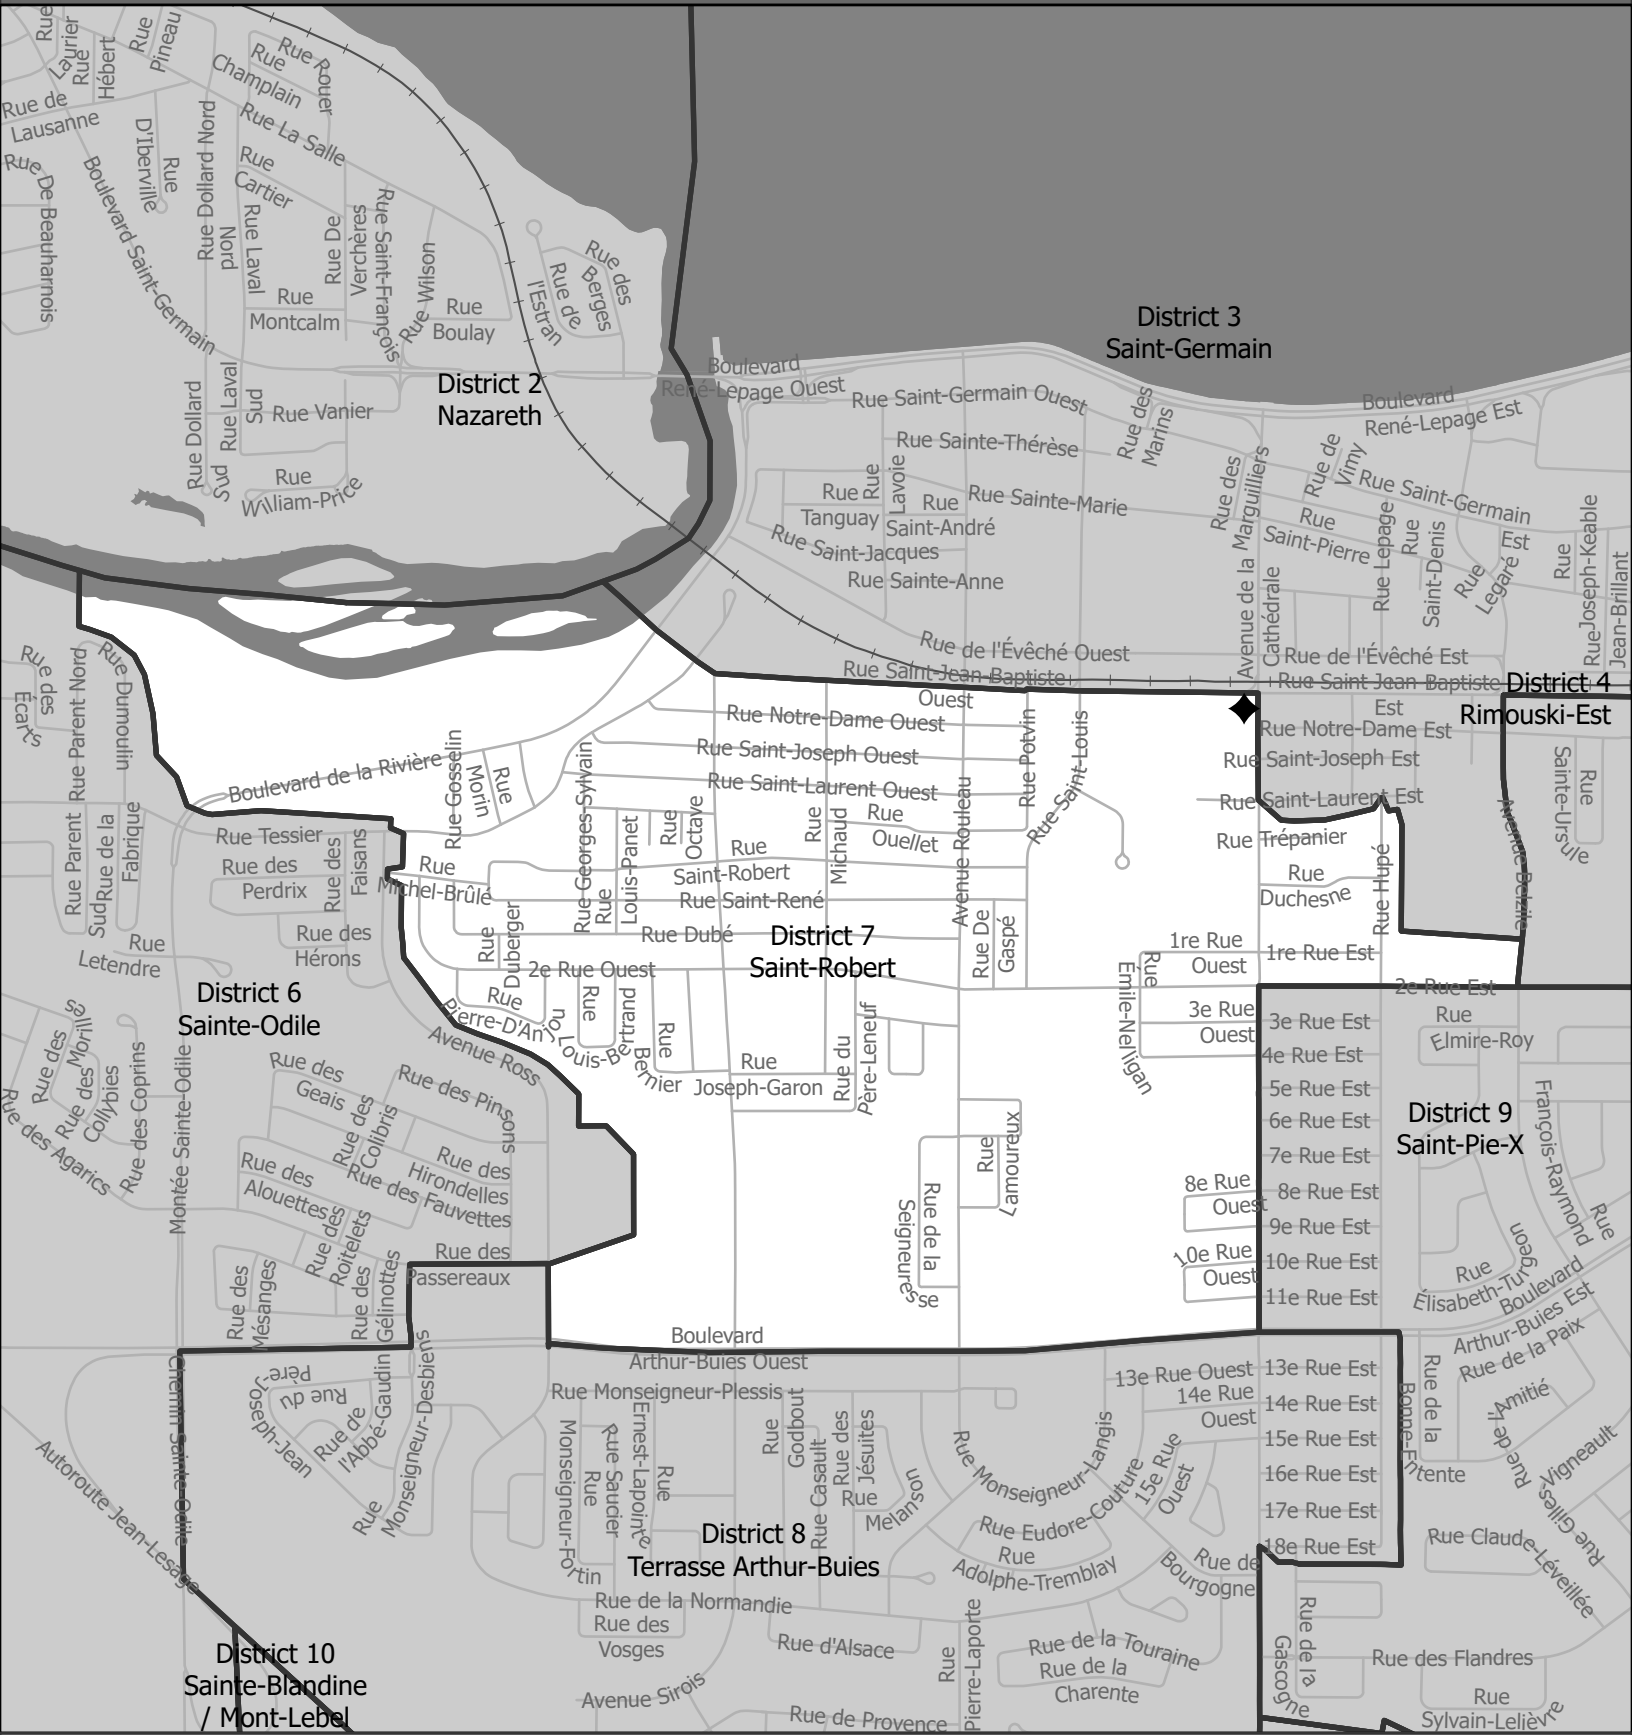 Rue
Laurier
Rue
Hébert
Rue
Pineau
Rue
Champlain
Rue Rouer
Rue de
Lausanne
Rue La Salle
D'Iberville
Rue
Rue Dollard Nord
Nord
Rue Laval
Rue
Cartier
Rue De Beauharnois
Boulevard Saint-Germain
Rue De
Verchères
Rue Saint-François
Rue Wilson
Rue
Montcalm
Rue
Boulay
l'Estran
Rue de
Rue des
Berges
District 2
Nazareth
Rue Dollard
Sud
Rue Laval
Sud
Rue Vanier
Rue
William-Price
District 3
Saint-Germain
Boulevard
René-Lepage Ouest
Rue Saint-Germain Ouest
Rue des
Marins
Boulevard
René-Lepage Est
Rue Sainte-Thérèse
Rue
Lavoie
Rue
Tanguay
Rue
Saint-André
Rue Sainte-Marie
Rue Saint-Jacques
Rue Sainte-Anne
Rue des
Marguilliers
Avenue de la
Cathédrale
Rue de
Vimy
Rue Saint-Germain
Est
Rue
Saint-Pierre
Rue Lepage
Rue
Saint-Denis
Rue
Legaré
Rue
Joseph-Keable
Rue
Jean-Brillant
Rue de l'Évêché Ouest
Rue de l'Évêché Est
Rue Saint-Jean-Baptiste
Ouest
Rue Saint Jean Baptiste
Est
District 4
Rimouski-Est
Rue des
Écarts
Rue Parent Nord
Rue Dumoulin
Boulevard de la Rivière
Rue Gosselin
Morin
Rue
Rue Georges-Sylvain
Rue Notre-Dame Ouest
Rue Saint-Joseph Ouest
Rue Saint-Laurent Ouest
Rue Potvin
Rue Saint-Louis
Rue Notre-Dame Est
Rue Saint-Joseph Est
Rue Saint-Laurent Est
Rue Trépanier
Rue
Duchesne
Rue Hupé
Avenue Belzile
Rue
Sainte-Ursule
Rue Parent
Sud
Rue de la
Fabrique
Rue Tessier
Rue des
Perdrix
Rue des
Faisans
Rue des
Hérons
Rue
Letendre
Rue
Michel-Brûlé
Rue
Louis-Panet
Rue
Octave
Rue
Saint-Robert
Rue
Michaud
Rue
Ouellet
Avenue Rouleau
Rue Saint-René
Rue Dubé
Rue
Duberger
2e Rue Ouest
District 7
Saint-Robert
Rue De
Gaspé
Rue
Pierre-D'Anjou
Rue
Louis-Bertrand
Rue
Bernier
Rue
Joseph-Garon
Rue du
Père-Leneuf
Rue
Émile-Nelligan
1re Rue
Ouest
1re Rue Est
2e Rue Est
3e Rue
Ouest
3e Rue Est
4e Rue Est
5e Rue Est
6e Rue Est
7e Rue Est
8e Rue
Ouest
8e Rue Est
9e Rue Est
10e Rue
Ouest
10e Rue Est
11e Rue Est
Rue
Lamoureux
Rue de la
Seigneuresse
District 9
Saint-Pie-X
Rue
Elmire-Roy
François-Raymond
Rue
Rue
Élisabeth-Turgeon
Boulevard
Arthur-Buies Est
Rue de la Paix
District 6
Sainte-Odile
Avenue Ross
Rue des
Morilles
Rue des
Collybies
Rue des Coprins
Rue des Agarics
Montée Sainte-Odile
Rue des
Geais
Rue des Pinsons
Rue des
Colibris
Rue des
Hirondelles
Rue des Fauvettes
Rue des
Alouettes
Rue des
Roitelets
Rue des
Mésanges
Rue des
Gélinottes
Rue des
Passereaux
Boulevard
Arthur-Buies Ouest
Chemin Sainte-Odile
Autoroute Jean-Lesage
Rue du
Père-
Joseph-Jean
Rue de
l'Abbé-Gaudin
Rue
Monseigneur-Desbiens
Rue Monseigneur-Plessis
Monseigneur-Fortin
Rue
Rue Saucier
Ernest-Lapointe
Rue
Rue
Godbout
Rue Casault
Rue des
Jésuites
Rue
Melanson
Rue Monseigneur-Langis
Rue Eudore-Couture
Rue
Adolphe-Tremblay
13e Rue Ouest
14e Rue
Ouest
15e Rue
Ouest
13e Rue Est
14e Rue Est
15e Rue Est
16e Rue Est
17e Rue Est
18e Rue Est
Rue de la
Bonne-Entente
Rue de l'Amitié
Rue Gilles-Vigneault
Rue Claude-Léveillée
District 8
Terrasse Arthur-Buies
Rue de
Bourgogne
Rue de la Normandie
Rue des
Vosges
Rue d'Alsace
Rue
Pierre-Laporte
Rue de la Touraine
Rue de la
Charente
Rue de la
Gascogne
Rue des Flandres
Rue
Sylvain-Lelièvre
Avenue Sirois
Rue de Provence
District 10
Sainte-Blandine
/ Mont-Lebel